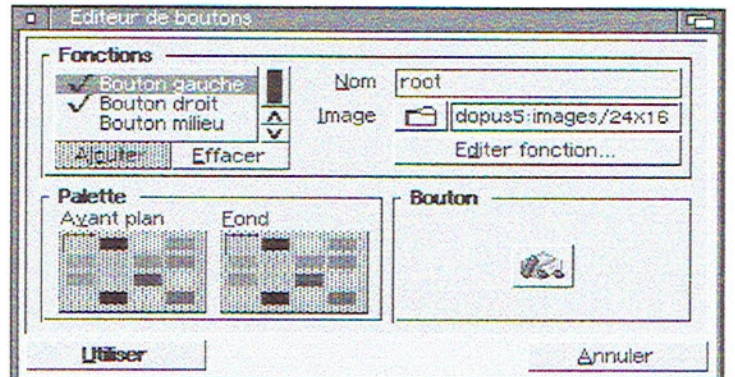 Editeur de boutons
Fonctions
Bouton gauche
Bouton droit
Bouton milieu
Ajouter
Effacer
Nom
root
Image
dopus5:images/24x16
Editer fonction...
Palette
Avant plan
Fond
Bouton
Utiliser
Annuler